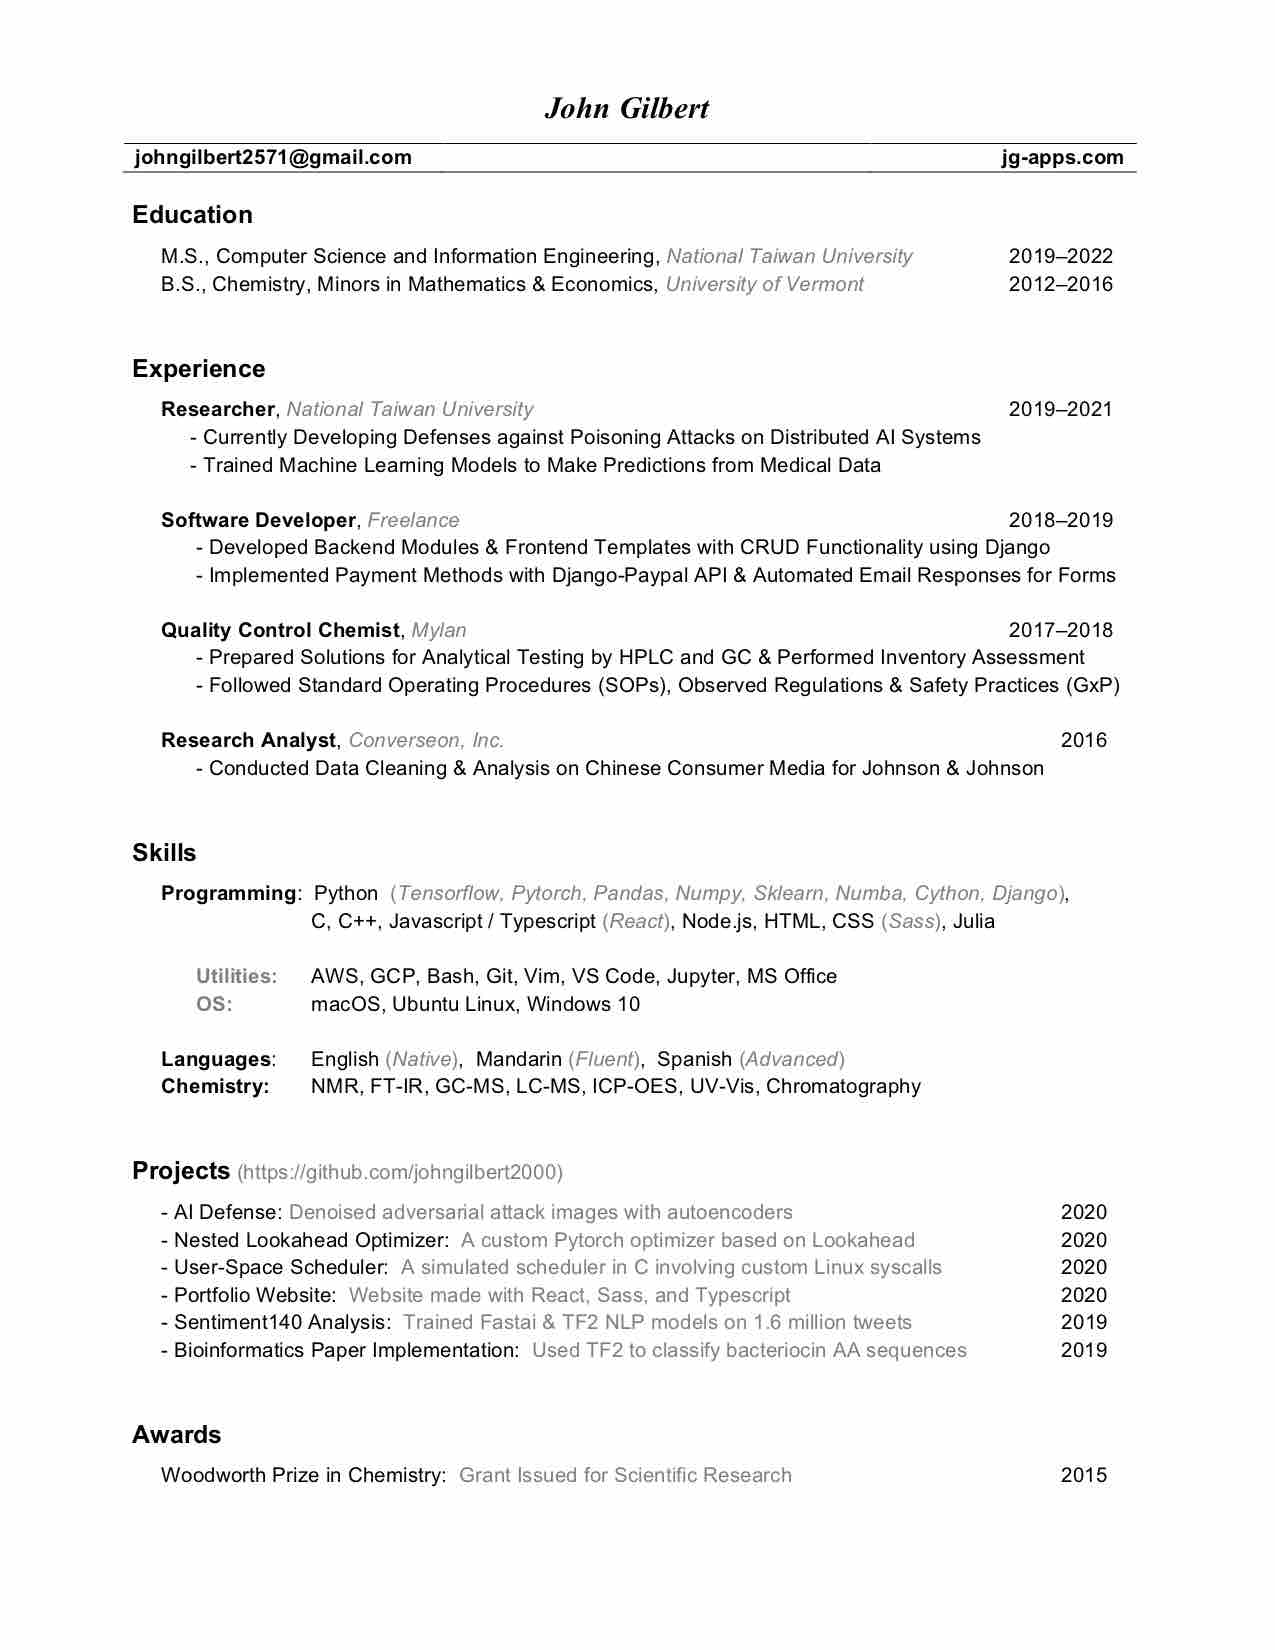 John Gilbert
johngilbert2571@gmail.com jg-apps.com
Education
M.S., Computer Science and Information Engineering, National Taiwan University 2019–2022
B.S., Chemistry, Minors in Mathematics & Economics, University of Vermont 2012–2016
Experience
Researcher, National Taiwan University 2019–2021
- Currently Developing Defenses against Poisoning Attacks on Distributed AI Systems
- Trained Machine Learning Models to Make Predictions from Medical Data
Software Developer, Freelance 2018–2019
- Developed Backend Modules & Frontend Templates with CRUD Functionality using Django
- Implemented Payment Methods with Django-Paypal API & Automated Email Responses for Forms
Quality Control Chemist, Mylan 2017–2018
- Prepared Solutions for Analytical Testing by HPLC and GC & Performed Inventory Assessment
- Followed Standard Operating Procedures (SOPs), Observed Regulations & Safety Practices (GxP)
Research Analyst, Converseon, Inc. 2016
- Conducted Data Cleaning & Analysis on Chinese Consumer Media for Johnson & Johnson
Skills
Programming: Python (Tensorflow, Pytorch, Pandas, Numpy, Sklearn, Numba, Cython, Django),
C, C++, Javascript / Typescript (React), Node.js, HTML, CSS (Sass), Julia
Utilities: AWS, GCP, Bash, Git, Vim, VS Code, Jupyter, MS Office
OS: macOS, Ubuntu Linux, Windows 10
Languages: English (Native), Mandarin (Fluent), Spanish (Advanced)
Chemistry: NMR, FT-IR, GC-MS, LC-MS, ICP-OES, UV-Vis, Chromatography
Projects (https://github.com/johngilbert2000)
- AI Defense: Denoised adversarial attack images with autoencoders 2020
- Nested Lookahead Optimizer: A custom Pytorch optimizer based on Lookahead 2020
- User-Space Scheduler: A simulated scheduler in C involving custom Linux syscalls 2020
- Portfolio Website: Website made with React, Sass, and Typescript 2020
- Sentiment140 Analysis: Trained Fastai & TF2 NLP models on 1.6 million tweets 2019
- Bioinformatics Paper Implementation: Used TF2 to classify bacteriocin AA sequences 2019
Awards
Woodworth Prize in Chemistry: Grant Issued for Scientific Research 2015